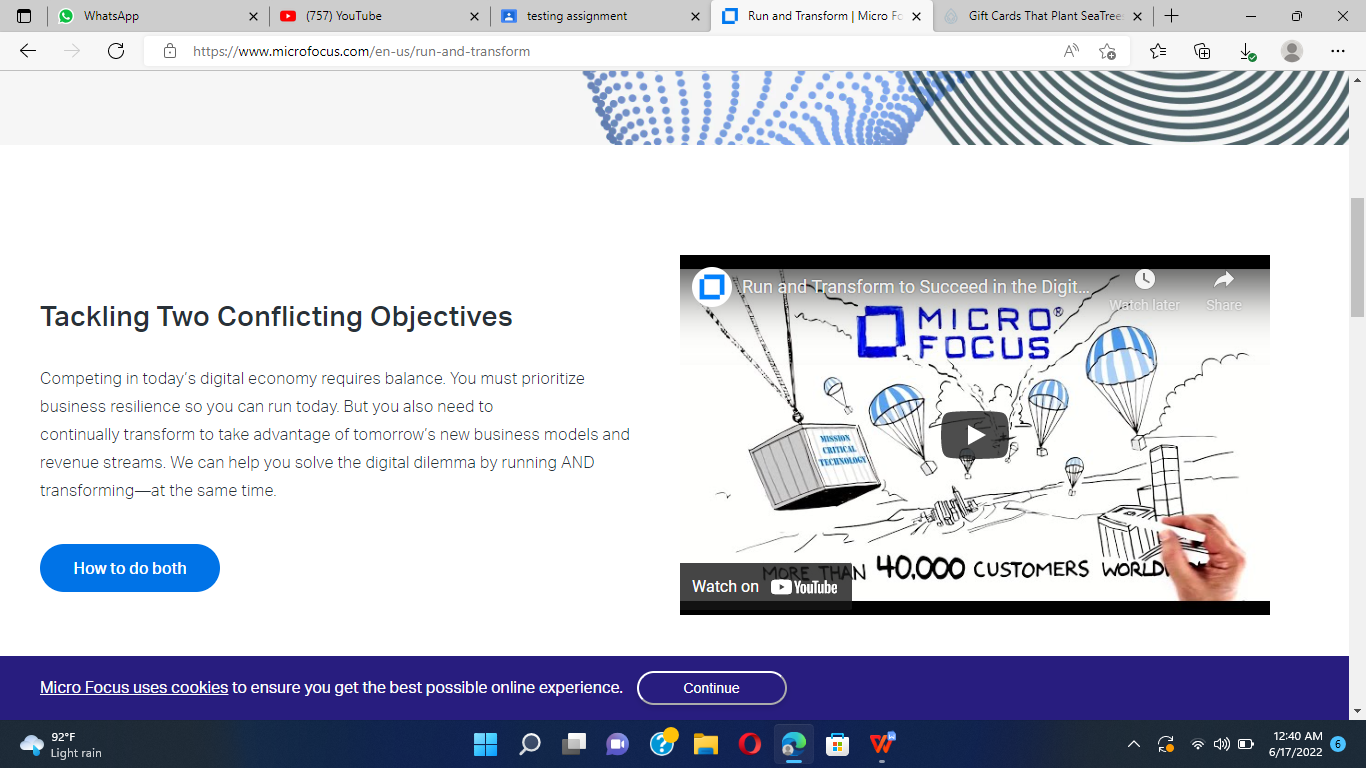 WhatsApp
(757) YouTube
testing assignment
Run and Transform | Micro Fo
Gift Cards That Plant SeaTrees
https://www.microfocus.com/en-us/run-and-transform
Tackling Two Conflicting Objectives
Competing in today's digital economy requires balance. You must prioritize
business resilience so you can run today. But you also need to
continually transform to take advantage of tomorrow's new business models and
revenue streams. We can help you solve the digital dilemma by running AND
transforming—at the same time.
How to do both
Run and Transform to Succeed in the Digit...
Watch later
Share
MICRO
FOCUS®
MISSION
CRITICAL
TECHNOLOGY
MORE THAN 40,000 CUSTOMERS
Watch on YouTube
Micro Focus uses cookies to ensure you get the best possible online experience.
Continue
92°F
Light rain
12:40 AM
6/17/2022
6